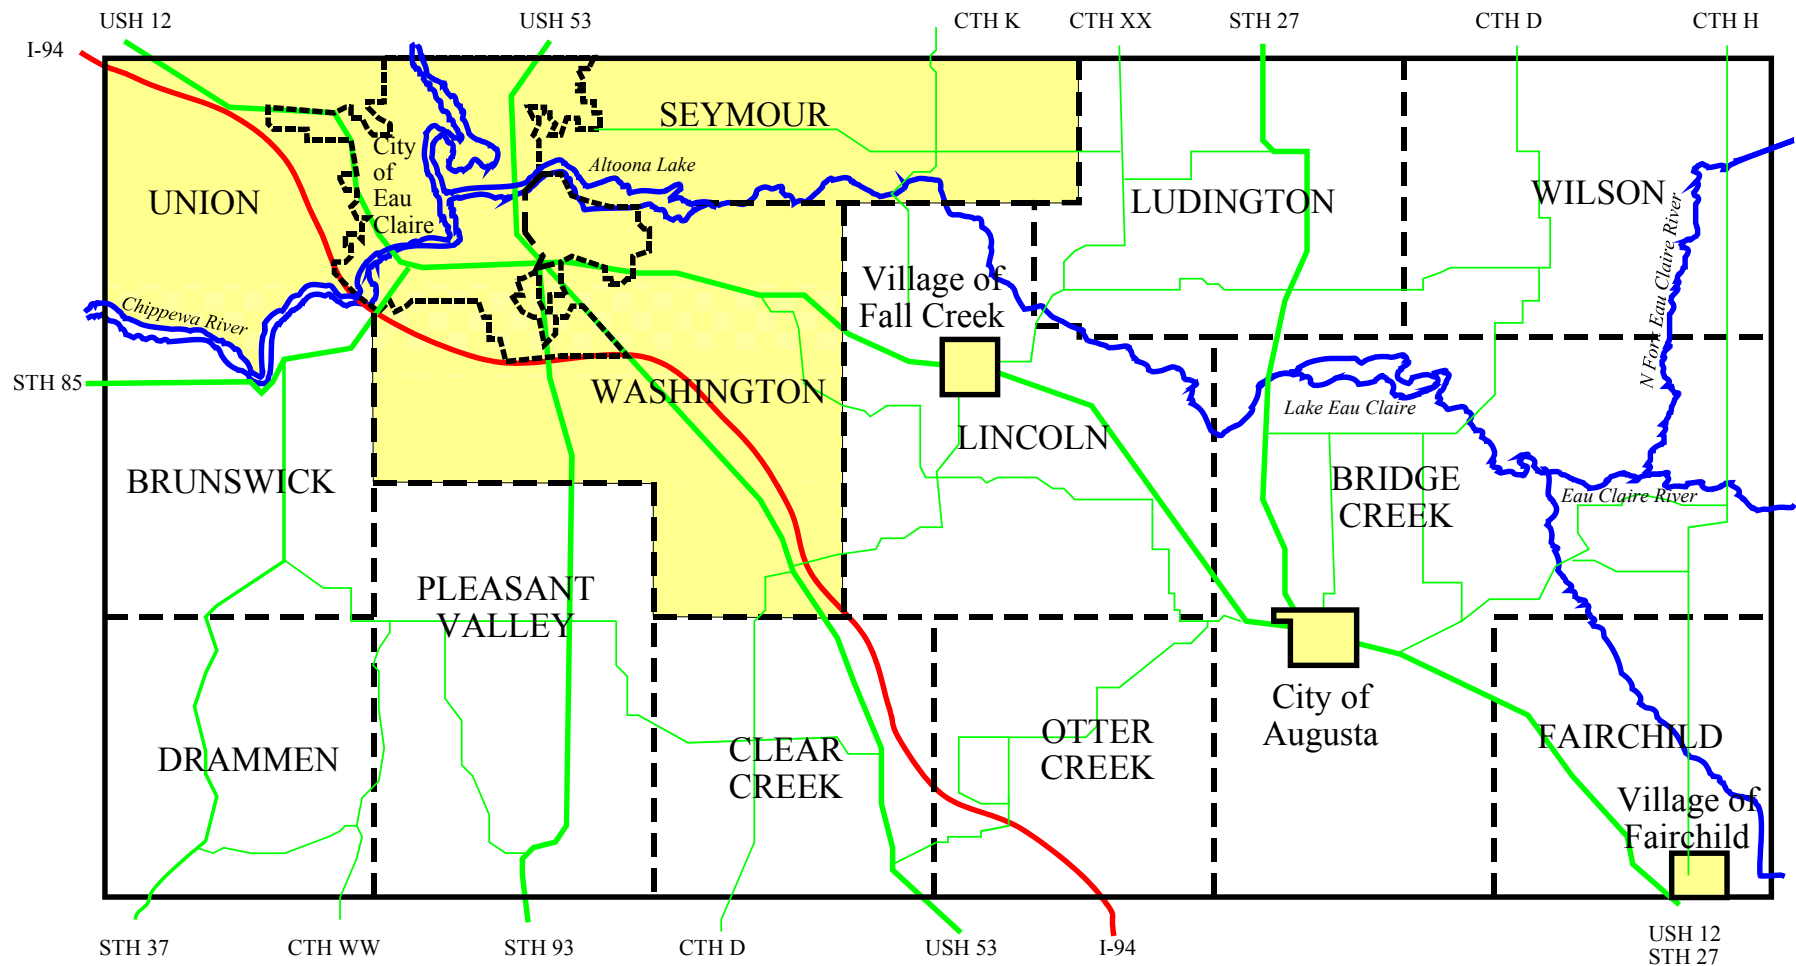 USH 12
USH 53
CTH K
CTH XX
STH 27
CTH D
CTH H
I-94
SEYMOUR
City
of
Eau
Claire
Altoona Lake
UNION
LUDINGTON
WILSON
N Fork Eau Claire River
Village of
Fall Creek
Chippewa River
STH 85
WASHINGTON
Lake Eau Claire
LINCOLN
BRUNSWICK
BRIDGE
CREEK
Eau Claire River
PLEASANT
VALLEY
City of
Augusta
DRAMMEN
CLEAR
CREEK
OTTER
CREEK
FAIRCHILD
Village of
Fairchild
STH 37
CTH WW
STH 93
CTH D
USH 53
I-94
USH 12
STH 27